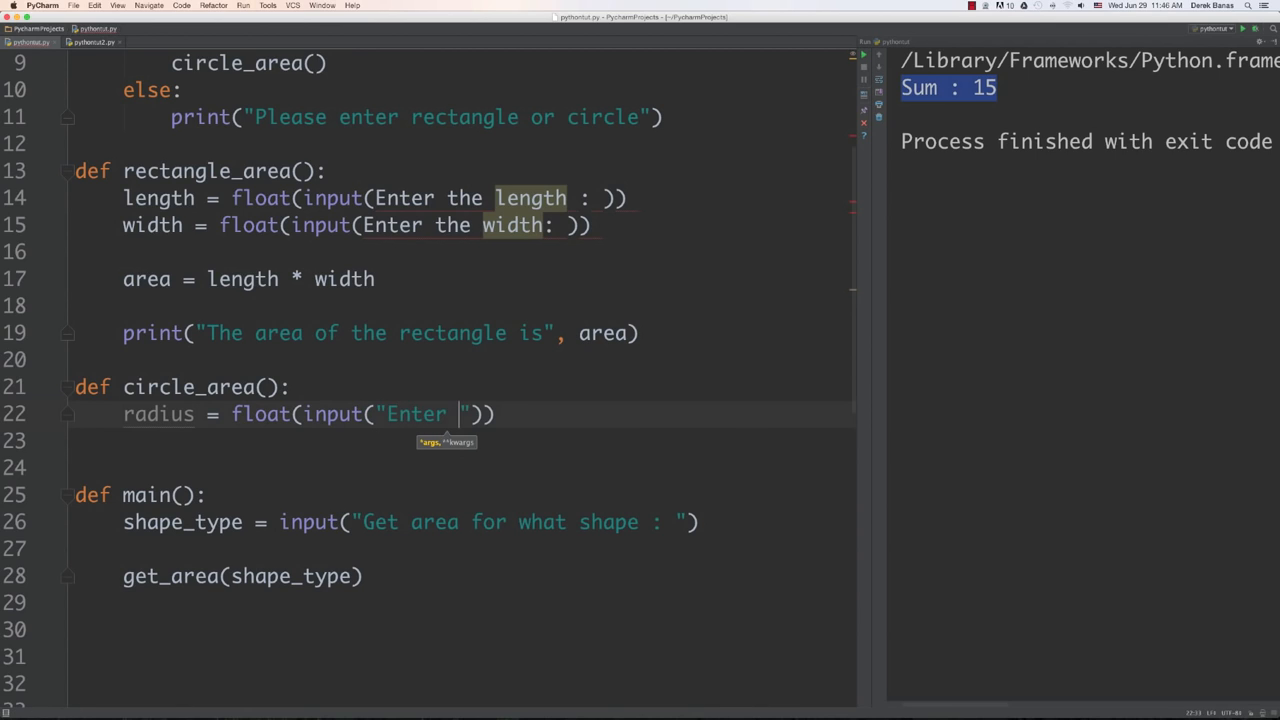 PyCharm File Edit View Navigate Code Refactor Run Tools VCS Window Help Wed Jun 29 11:46 AM Derek Banas
pythontut.py - PyCharmProjects - [~/PycharmProjects]
PycharmProjects pythontut.py pythontut
pythontut.py pythontut2.py Run: pythontut
9 circle_area()
10 else:
11 print("Please enter rectangle or circle")
12
13 def rectangle_area():
14 length = float(input(Enter the length : ))
15 width = float(input(Enter the width: ))
16
17 area = length * width
18
19 print("The area of the rectangle is", area)
20
21 def circle_area():
22 radius = float(input("Enter "))
*args, **kwargs
23
24
25 def main():
26 shape_type = input("Get area for what shape : ")
27
28 get_area(shape_type)
29
30
31
32
/Library/Frameworks/Python.frame
Sum : 15
Process finished with exit code
22:33 LF≠ UTF-8≠